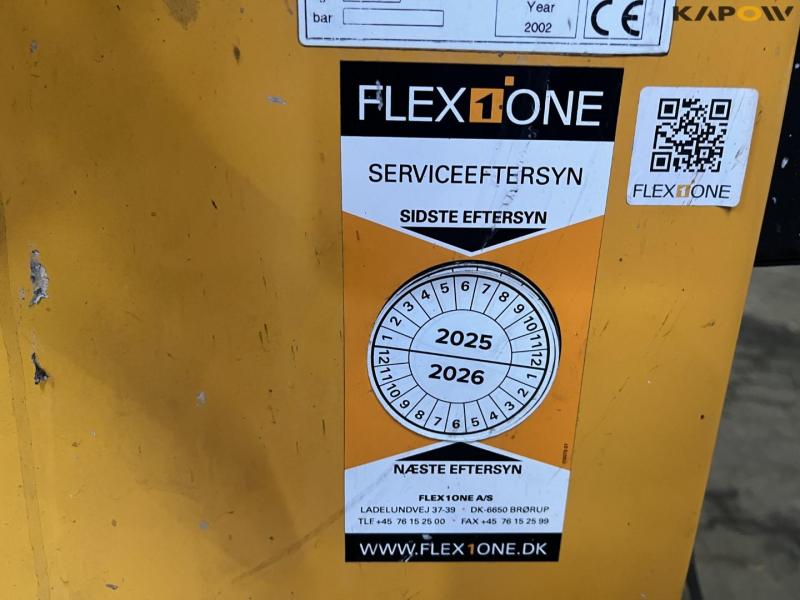 kg
bar
Year
2002
CE
KAPOW
FLEX1ONE
SERVICEEFTERSYN
SIDSTE EFTERSYN
FLEX1ONE
1 2 3 4 5 6 7 8 9 10 11 12
2025
2026
12 11 10 9 8 7 6 5 4 3 2 1
NÆSTE EFTERSYN
FLEX1ONE A/S
LADELUNDVEJ 37-39 · DK-6650 BRØRUP
TLF +45 76 15 25 00 · FAX +45 76 15 25 99
WWW.FLEX1ONE.DK